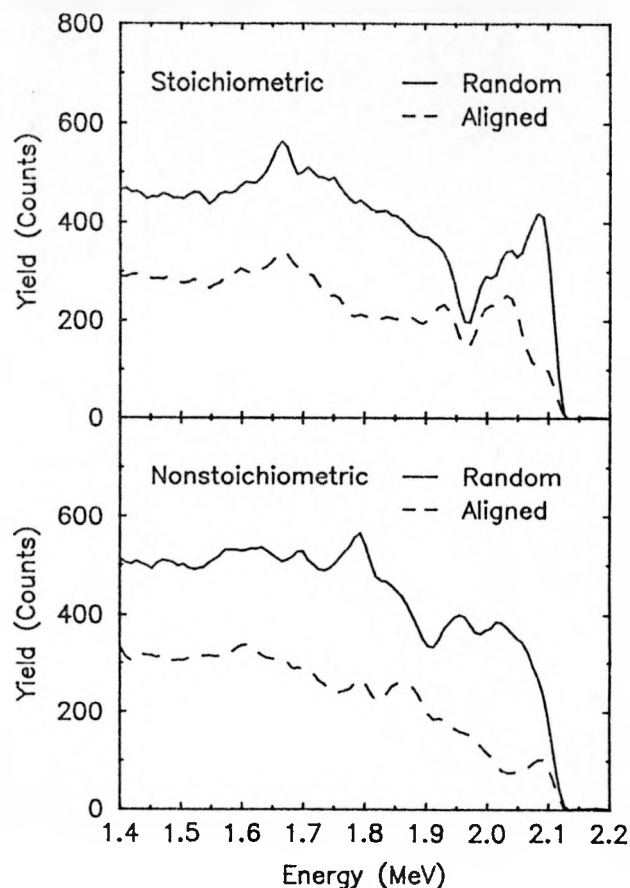 800
Stoichiometric
Random
Aligned
600
400
200
0
Yield (Counts)
Nonstoichiometric
Random
Aligned
600
400
200
0
Yield (Counts)
1.4 1.5 1.6 1.7 1.8 1.9 2.0 2.1 2.2
Energy (MeV)